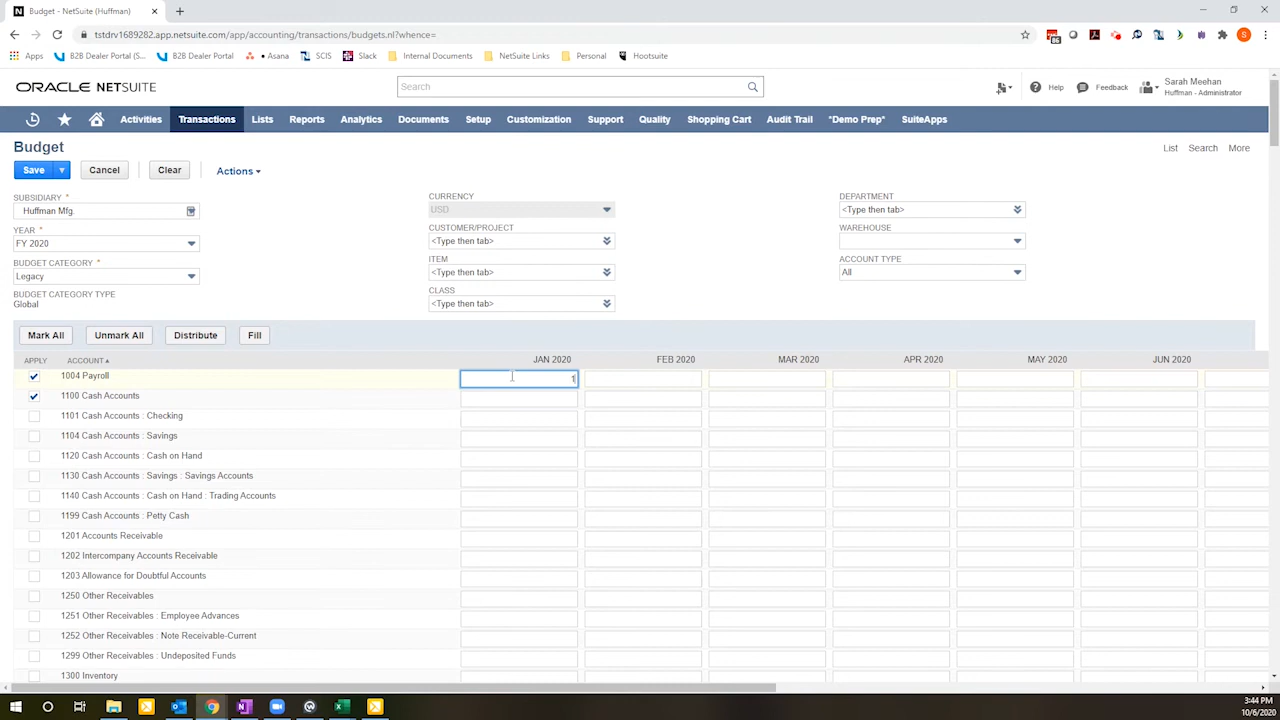 Budget - NetSuite (Huffman)
tstdrv1689282.app.netsuite.com/app/accounting/transactions/budgets.nl?whence=
86
S
Apps
B2B Dealer Portal (S...
B2B Dealer Portal
Asana
SCIS
Slack
Internal Documents
NetSuite Links
Personal
Hootsuite
ORACLE NETSUITE
Search
Help
Feedback
Sarah Meehan
Huffman - Administrator
Activities
Transactions
Lists
Reports
Analytics
Documents
Setup
Customization
Support
Quality
Shopping Cart
Audit Trail
*Demo Prep*
SuiteApps
Budget
List
Search
More
Save
Cancel
Clear
Actions
SUBSIDIARY *
Huffman Mfg.
YEAR *
FY 2020
BUDGET CATEGORY *
Legacy
BUDGET CATEGORY TYPE
Global
CURRENCY
USD
CUSTOMER/PROJECT
<Type then tab>
ITEM
<Type then tab>
CLASS
<Type then tab>
DEPARTMENT
<Type then tab>
WAREHOUSE
ACCOUNT TYPE
All
Mark All
Unmark All
Distribute
Fill
APPLY ACCOUNT JAN 2020 FEB 2020 MAR 2020 APR 2020 MAY 2020 JUN 2020
1004 Payroll 1
1100 Cash Accounts
1101 Cash Accounts : Checking
1104 Cash Accounts : Savings
1120 Cash Accounts : Cash on Hand
1130 Cash Accounts : Savings : Savings Accounts
1140 Cash Accounts : Cash on Hand : Trading Accounts
1199 Cash Accounts : Petty Cash
1201 Accounts Receivable
1202 Intercompany Accounts Receivable
1203 Allowance for Doubtful Accounts
1250 Other Receivables
1251 Other Receivables : Employee Advances
1252 Other Receivables : Note Receivable-Current
1299 Other Receivables : Undeposited Funds
1300 Inventory
3:44 PM
10/6/2020